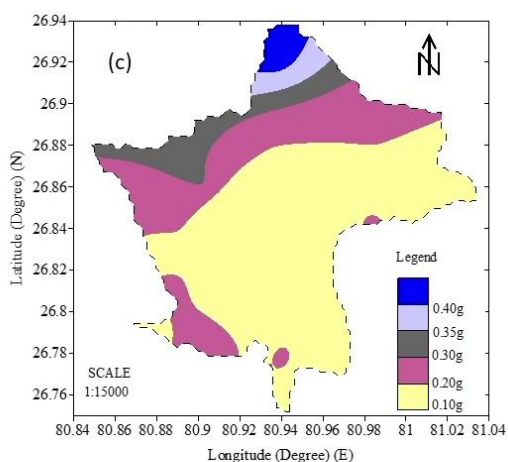 (c)
N
Latitude (Degree) (N)
26.94
26.92
26.9
26.88
26.86
26.84
26.82
26.8
26.78
26.76
Legend
0.40g
0.35g
0.30g
0.20g
0.10g
SCALE
1:15000
80.84 80.86 80.88 80.9 80.92 80.94 80.96 80.98 81 81.02 81.04
Longitude (Degree) (E)